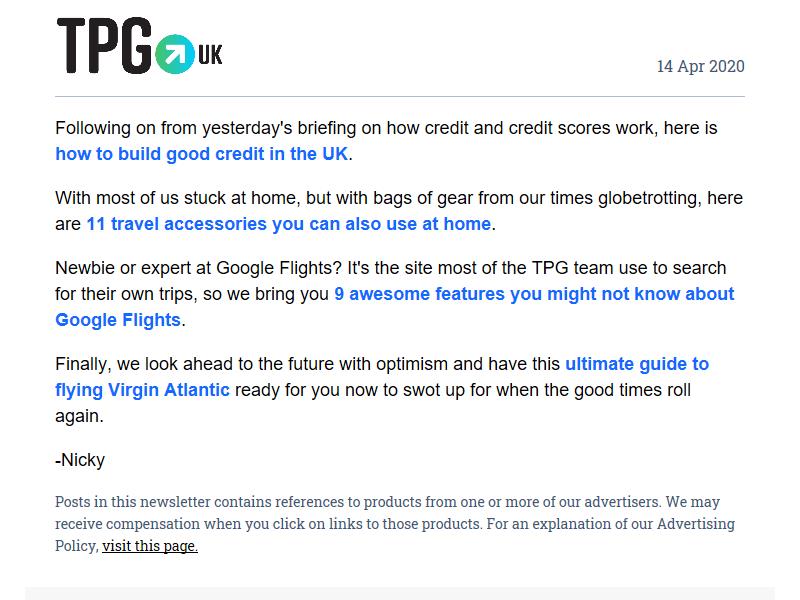 TPG UK
14 Apr 2020
Following on from yesterday's briefing on how credit and credit scores work, here is
how to build good credit in the UK.
With most of us stuck at home, but with bags of gear from our times globetrotting, here
are 11 travel accessories you can also use at home.
Newbie or expert at Google Flights? It's the site most of the TPG team use to search
for their own trips, so we bring you 9 awesome features you might not know about
Google Flights.
Finally, we look ahead to the future with optimism and have this ultimate guide to
flying Virgin Atlantic ready for you now to swot up for when the good times roll
again.
-Nicky
Posts in this newsletter contains references to products from one or more of our advertisers. We may
receive compensation when you click on links to those products. For an explanation of our Advertising
Policy, visit this page.